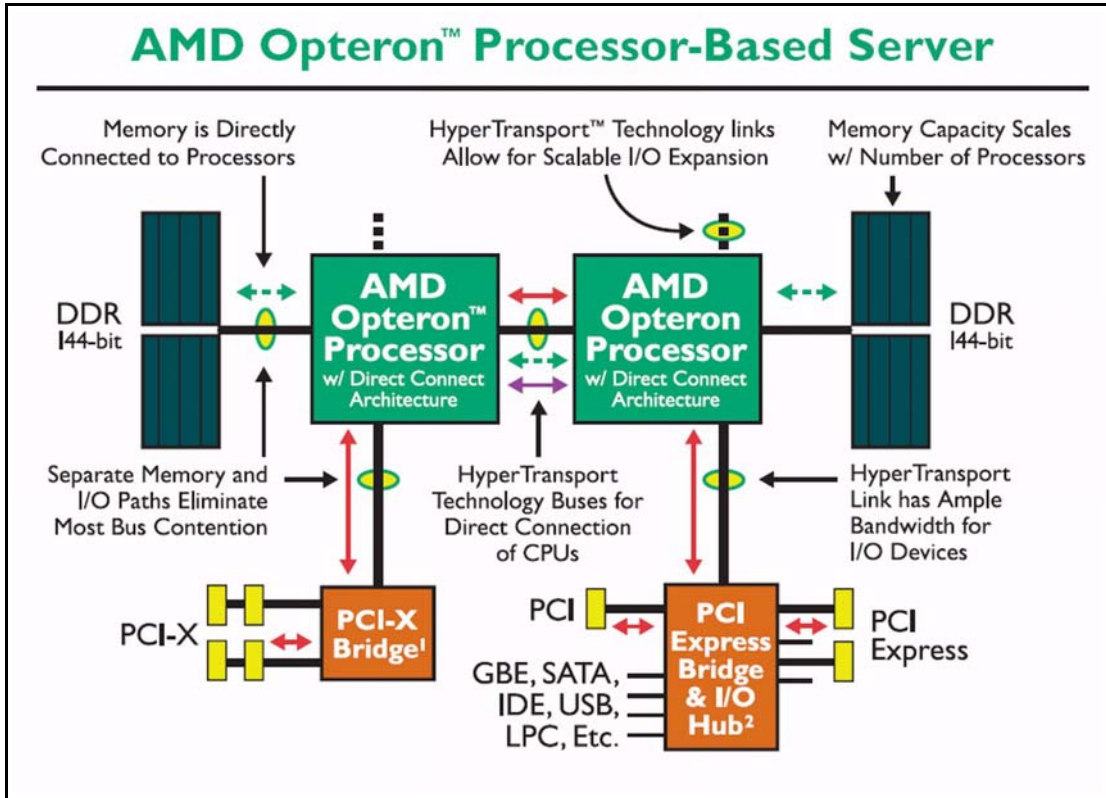 AMD Opteron™ Processor-Based Server
Memory is Directly
Connected to Processors
HyperTransport™ Technology links
Allow for Scalable I/O Expansion
Memory Capacity Scales
w/ Number of Processors
DDR
144-bit
AMD
Opteron™
Processor
w/ Direct Connect
Architecture
AMD
Opteron
Processor
w/ Direct Connect
Architecture
DDR
144-bit
Separate Memory and
I/O Paths Eliminate
Most Bus Contention
HyperTransport
Technology Buses for
Direct Connection
of CPUs
HyperTransport
Link has Ample
Bandwidth for
I/O Devices
PCI-X
PCI-X
Bridge¹
PCI
PCI
Express
Bridge
& I/O
Hub²
PCI
Express
GBE, SATA,
IDE, USB,
LPC, Etc.